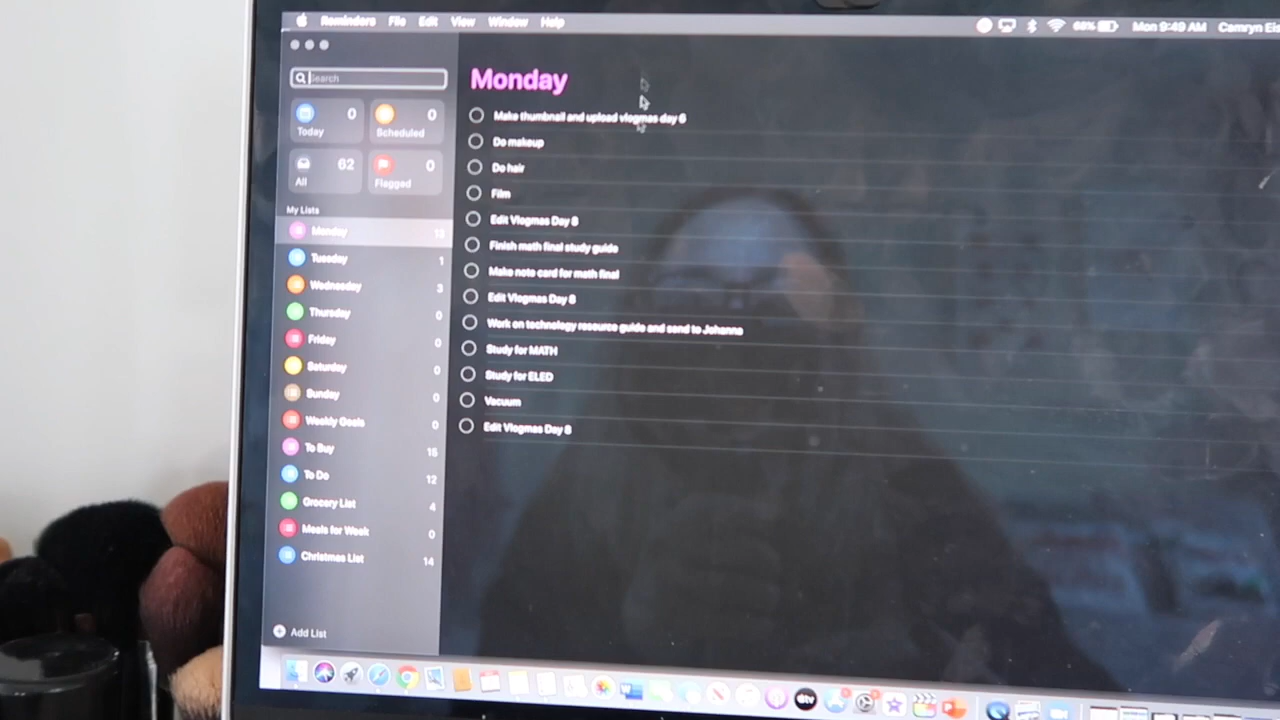 Reminders File Edit View Window Help
68% Mon 9:49 AM Camryn Eis
Search
0 0
Today Scheduled
62 0
All Flagged
My Lists
Monday 13
Tuesday 1
Wednesday 3
Thursday 0
Friday 0
Saturday 0
Sunday 0
Weekly Goals 0
To Buy 15
To Do 12
Grocery List 4
Meals for Week 0
Christmas List 14
Add List
Monday
Make thumbnail and upload vlogmas day 6
Do makeup
Do hair
Film
Edit Vlogmas Day 8
Finish math final study guide
Make note card for math final
Edit Vlogmas Day 8
Work on technology resource guide and send to Johanna
Study for MATH
Study for ELED
Vacuum
Edit Vlogmas Day 8
tv